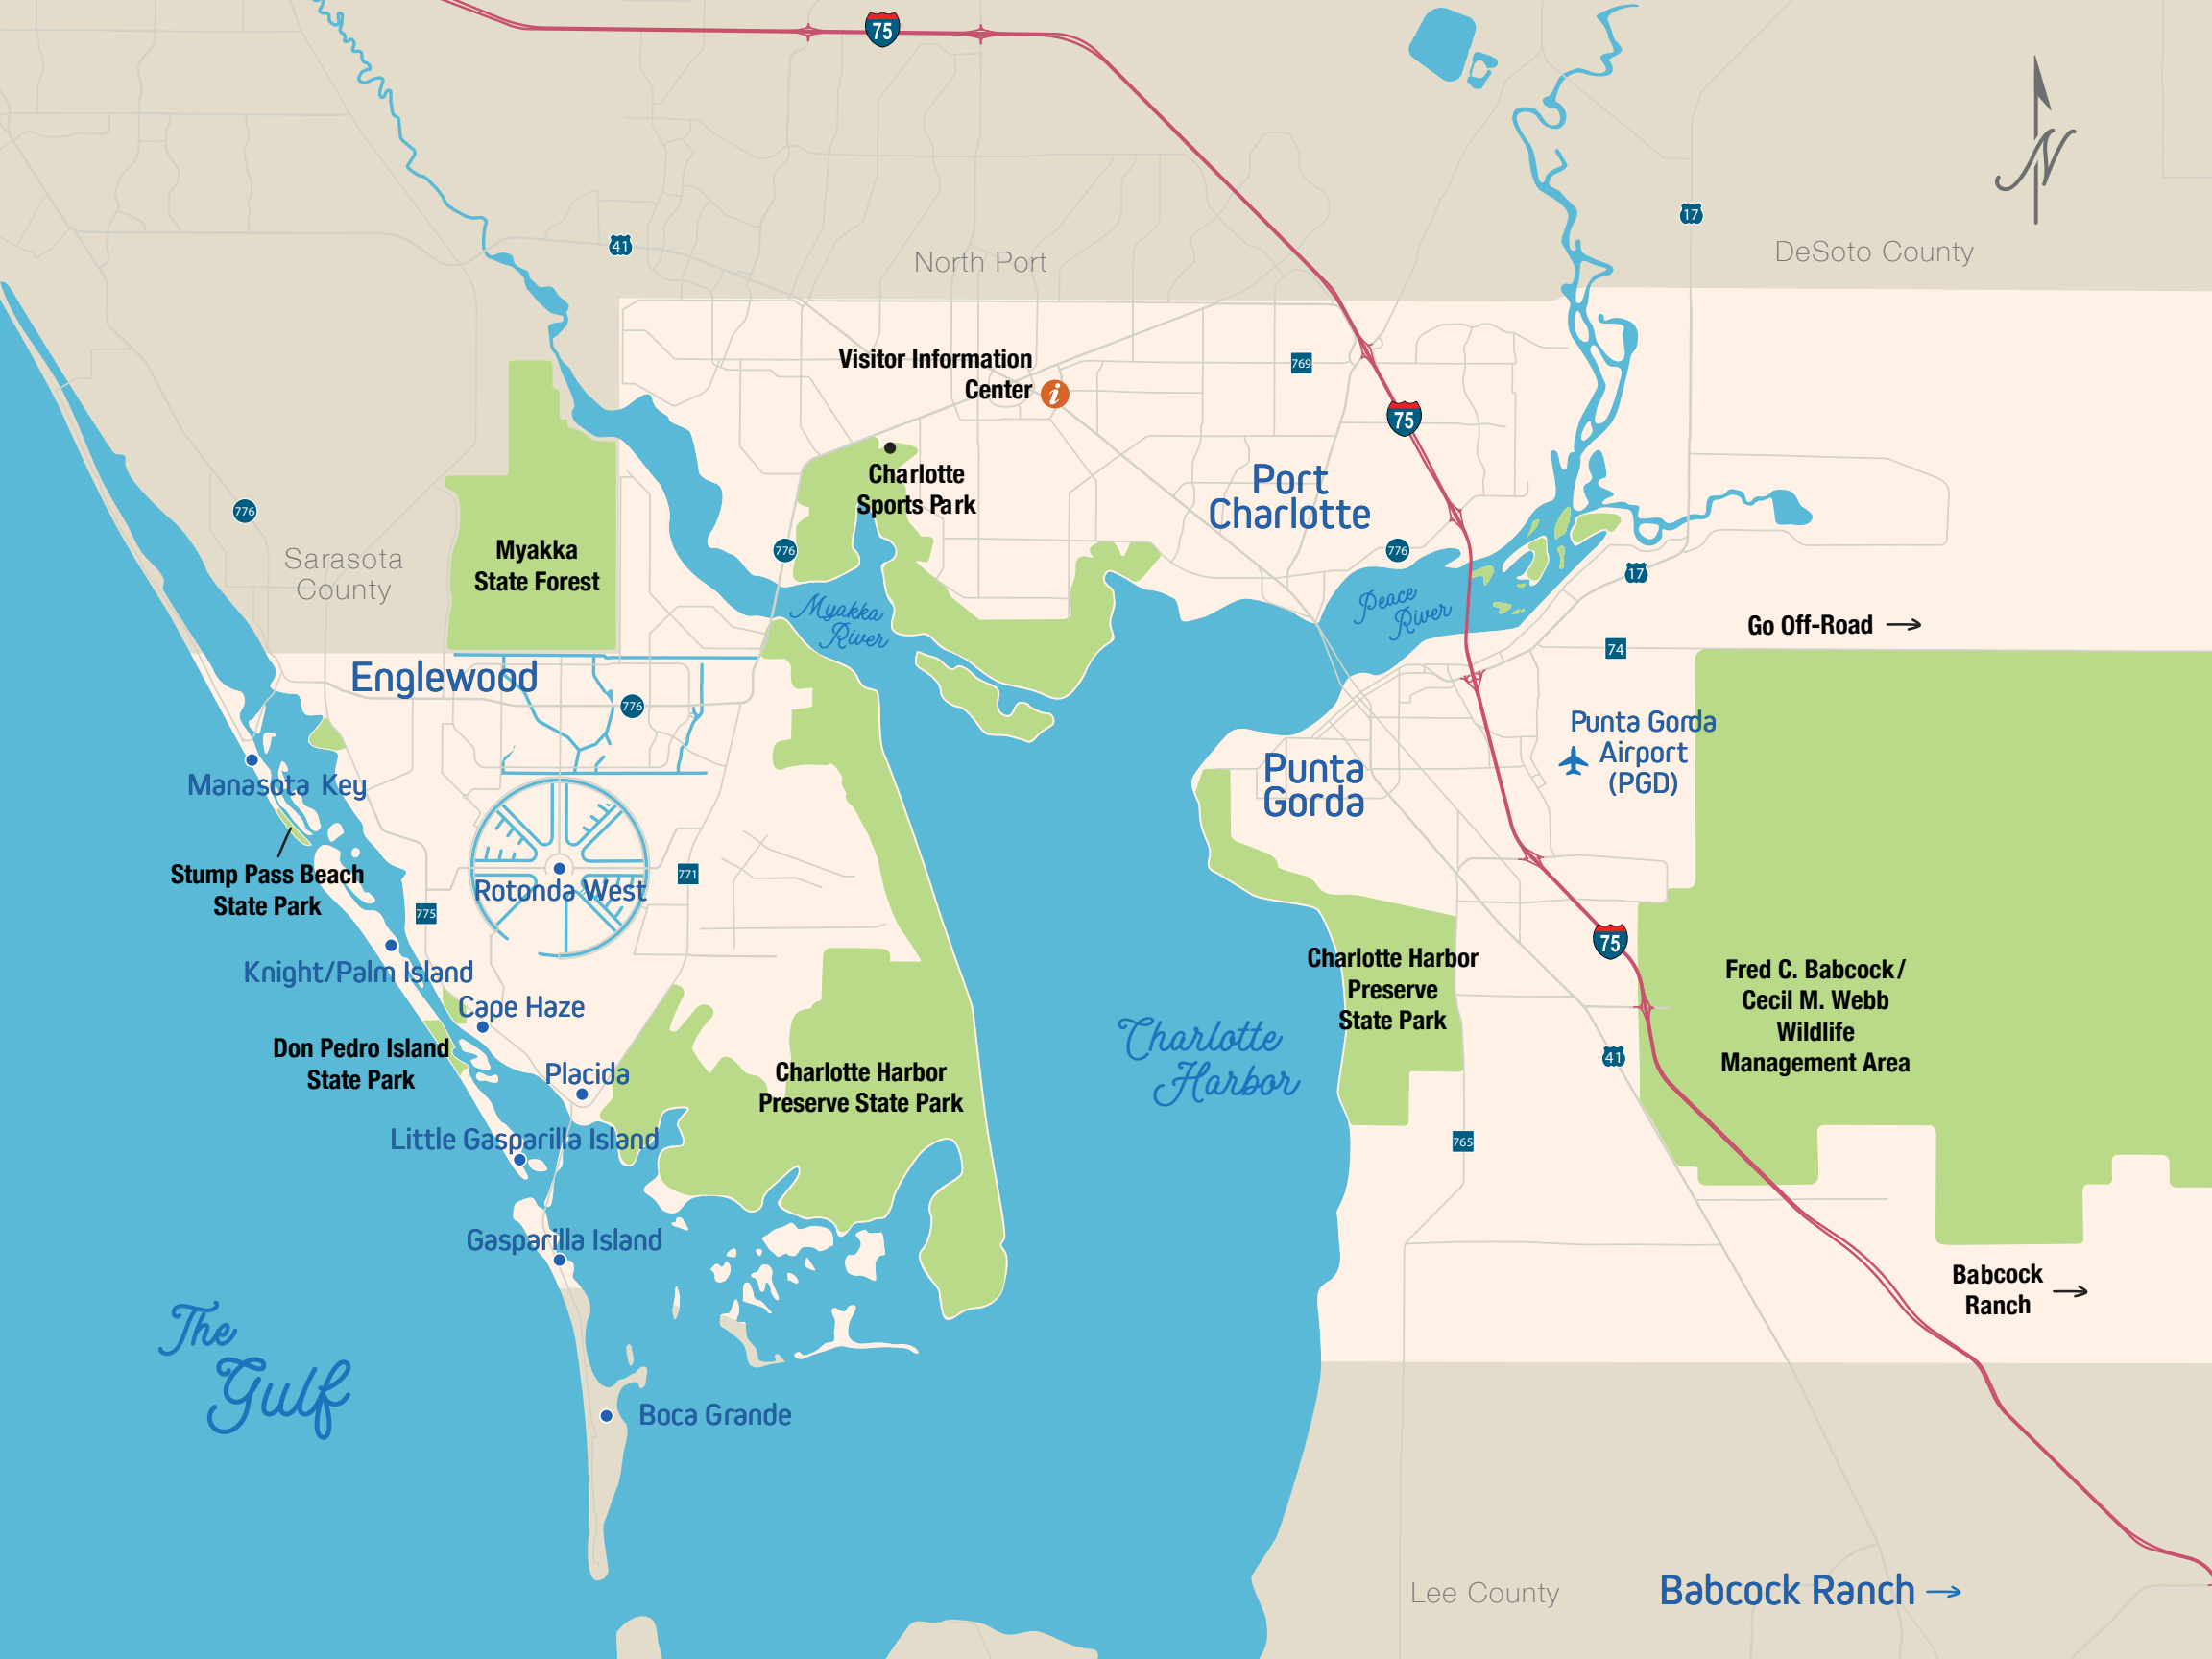 75
N
17
41
North Port
DeSoto County
Visitor Information
Center
i
769
75
Charlotte
Sports Park
Port
Charlotte
776
Sarasota
County
Myakka
State Forest
776
776
17
Myakka
River
Peace
River
Go Off-Road
74
Englewood
776
Punta Gorda
Airport
(PGD)
Manasota Key
Punta
Gorda
Stump Pass Beach
State Park
Rotonda West
771
775
75
Knight/Palm Island
Charlotte Harbor
Preserve
State Park
Fred C. Babcock/
Cecil M. Webb
Wildlife
Management Area
Cape Haze
Don Pedro Island
State Park
Charlotte
Harbor
41
Placida
Charlotte Harbor
Preserve State Park
Little Gasparilla Island
765
Gasparilla Island
Babcock
Ranch
The
Gulf
Boca Grande
Lee County
Babcock Ranch